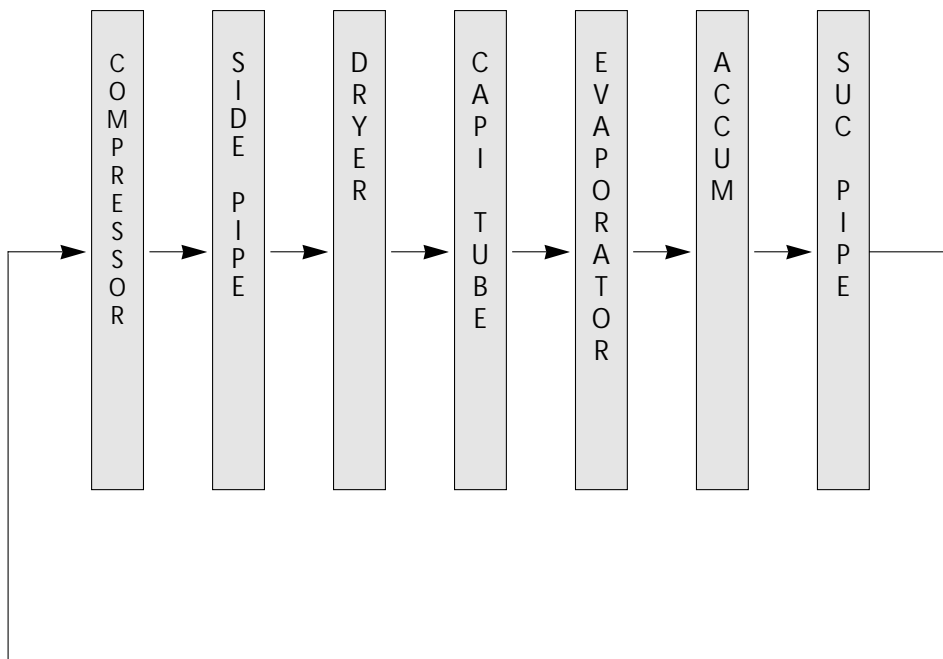 COMPRESSOR
SIDE PIPE
DRYER
CAPI TUBE
EVAPORATOR
ACCUM
SUC PIPE